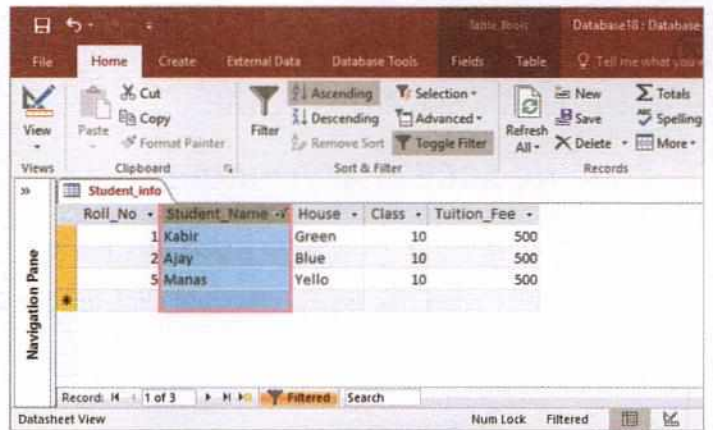 Table Tools Database18 : Database
File Home Create External Data Database Tools Fields Table Tell me what you
View Paste Cut Copy Format Painter Filter Ascending Descending Remove Sort Selection Advanced Toggle Filter Refresh All New Save Delete Totals Spelling More
Views Clipboard Sort & Filter Records
» Student_info
Roll_No Student_Name House Class Tuition_Fee
1 Kabir Green 10 500
2 Ajay Blue 10 500
5 Manas Yello 10 500
Navigation Pane
Record: 1 of 3 Filtered Search
Datasheet View Num Lock Filtered